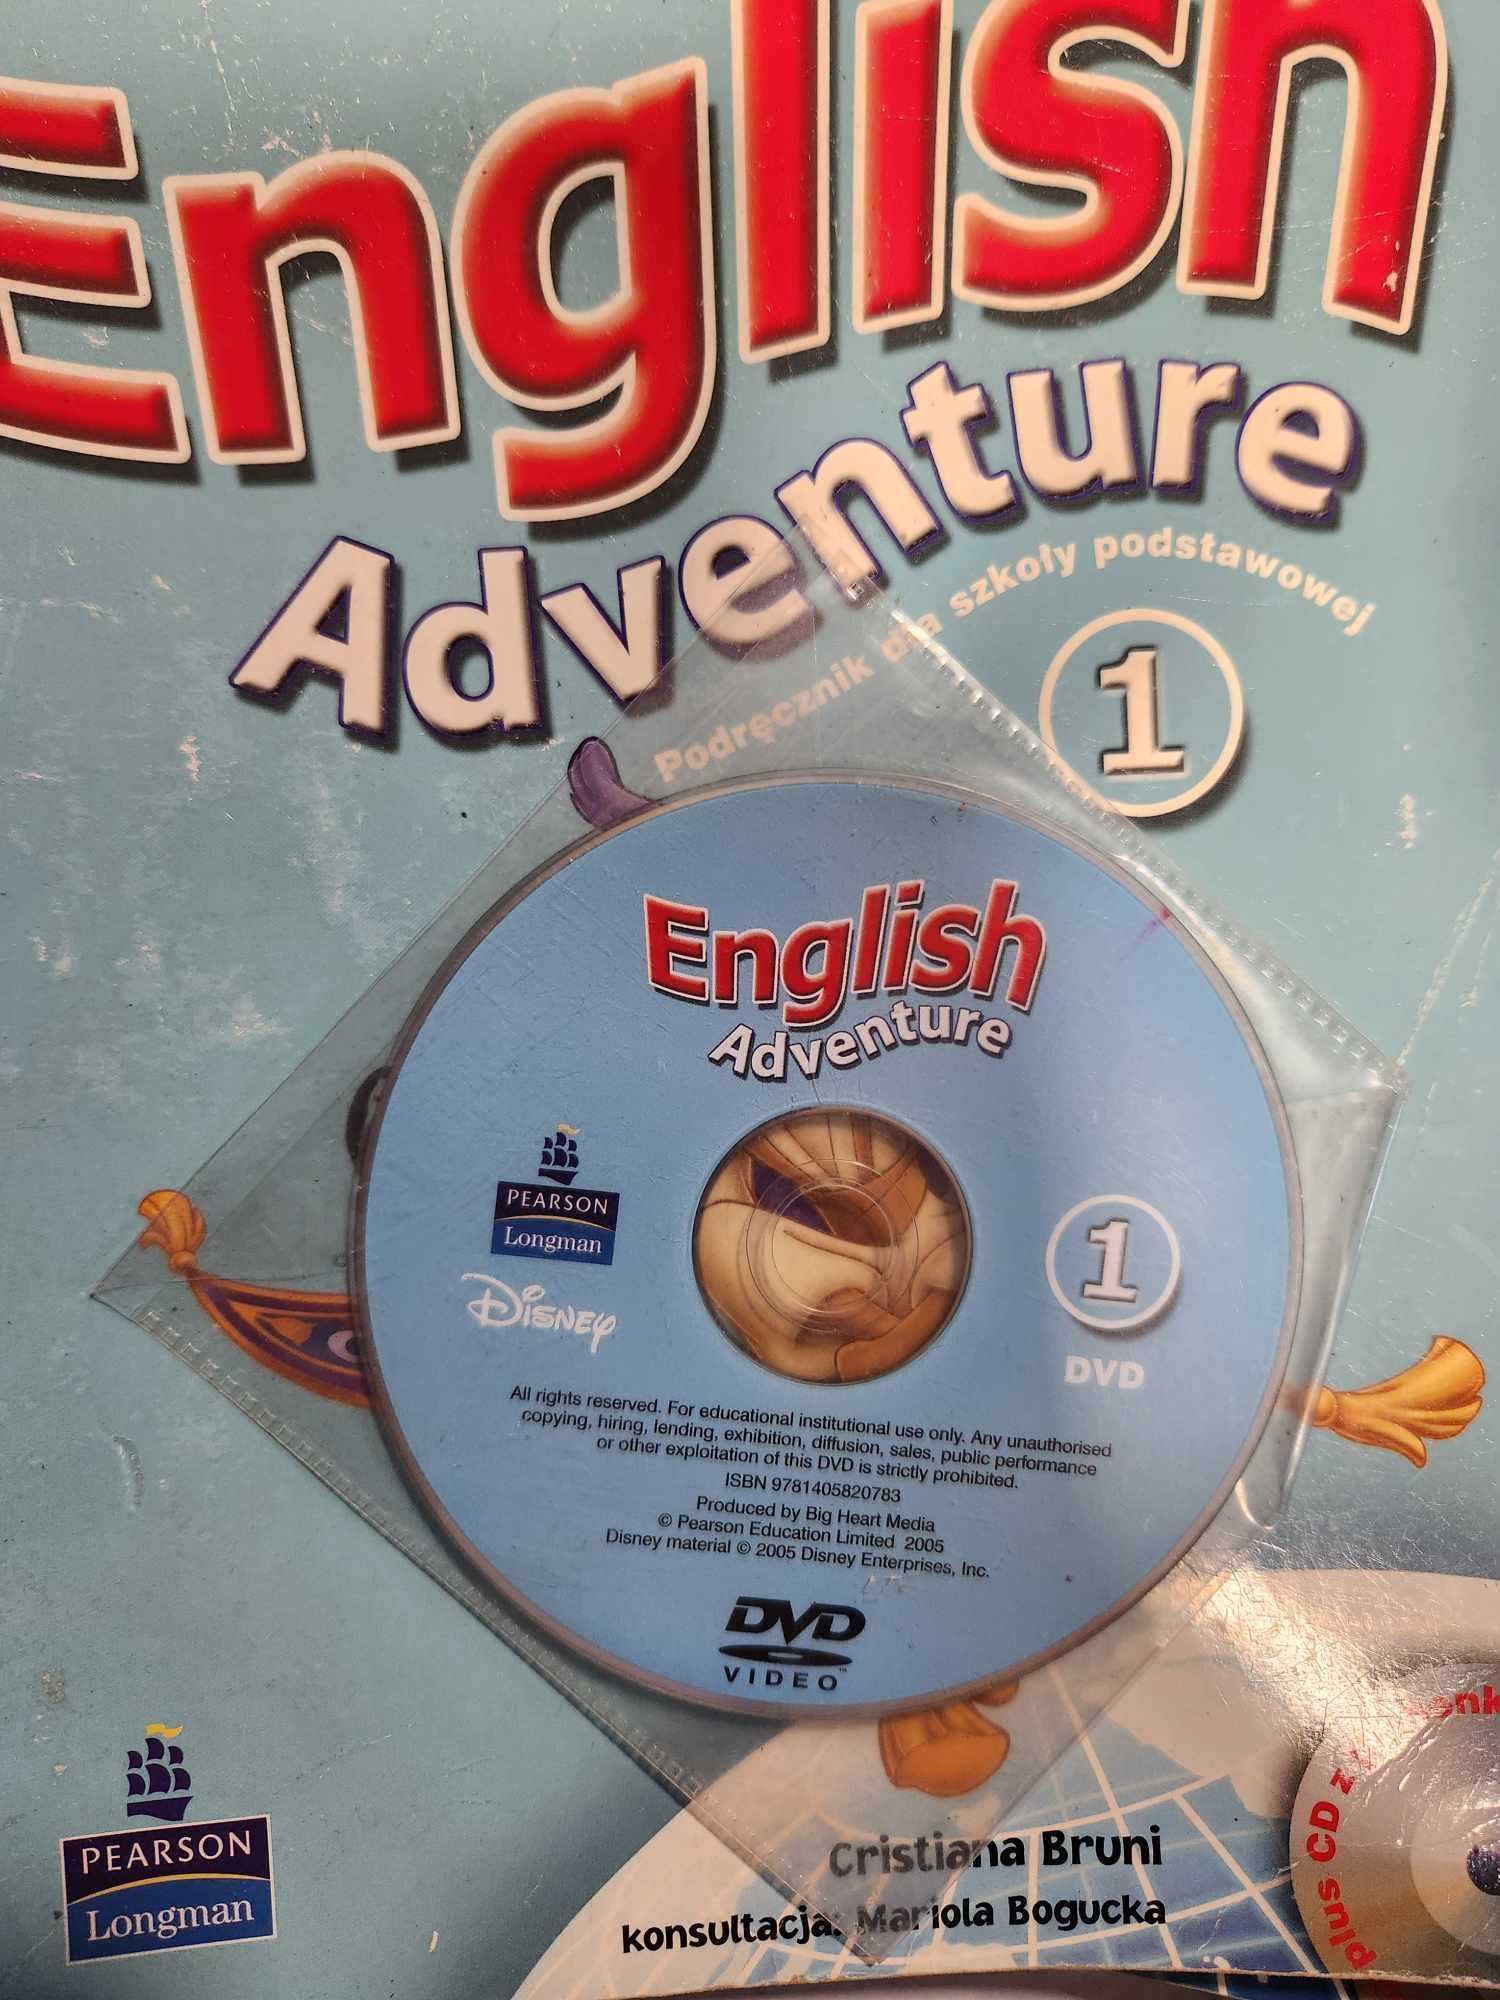 English
Adventure
Podręcznik dla szkoły podstawowej
1
English
Adventure
PEARSON
Longman
Disney
1
DVD
All rights reserved. For educational institutional use only. Any unauthorised
copying, hiring, lending, exhibition, diffusion, sales, public performance
or other exploitation of this DVD is strictly prohibited.
ISBN 9781405820783
Produced by Big Heart Media
© Pearson Education Limited 2005
Disney material © 2005 Disney Enterprises, Inc.
DVD
VIDEO™
PEARSON
Longman
Cristiana Bruni
konsultacja: Mariola Bogucka
plus CD z